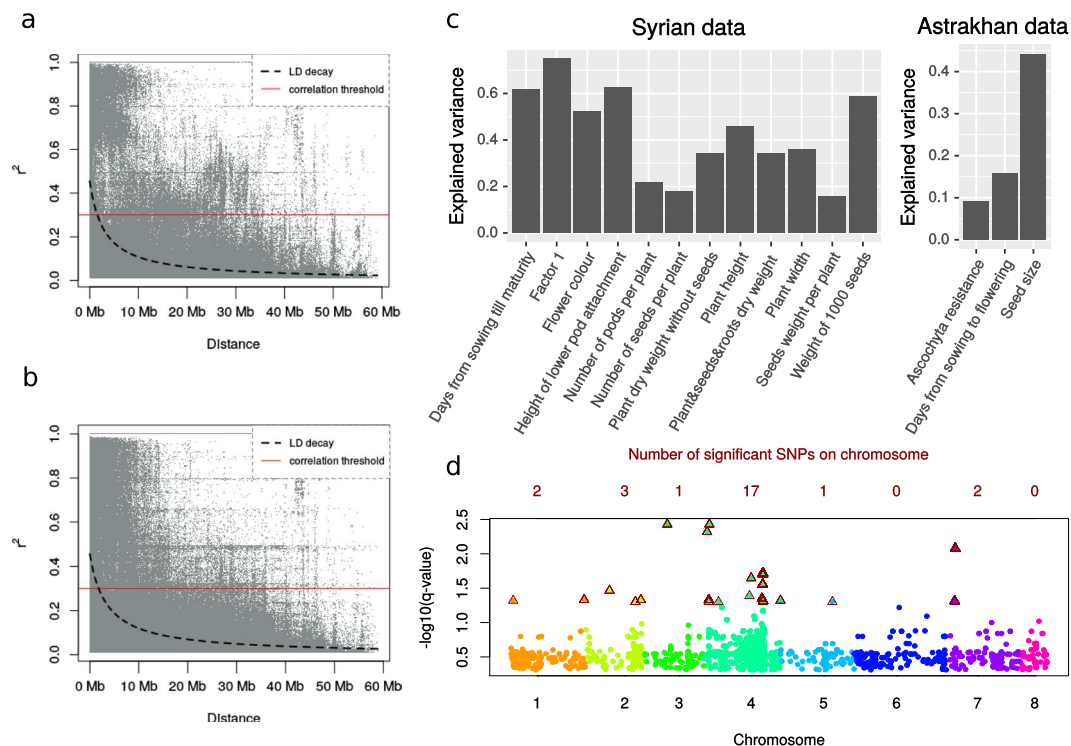 a
1.0
0.8
0.6
0.4
0.2
0.0
r2
LD decay
correlation threshold
0 Mb 10 Mb 20 Mb 30 Mb 40 Mb 50 Mb 60 Mb
Distance
b
1.0
0.8
0.6
0.4
0.2
0.0
r2
LD decay
correlation threshold
0 Mb 10 Mb 20 Mb 30 Mb 40 Mb 50 Mb 60 Mb
Distance
c
Syrian data
Explained variance
0.6
0.4
0.2
0.0
Days from sowing till maturity
Factor 1
Flower colour
Height of lower pod attachment
Number of pods per plant
Number of seeds per plant
Plant dry weight without seeds
Plant height
Plant&seeds&roots dry weight
Plant width
Seeds weight per plant
Weight of 1000 seeds
Astrakhan data
Explained variance
0.4
0.3
0.2
0.1
0.0
Ascochyta resistance
Days from sowing to flowering
Seed size
d
Number of significant SNPs on chromosome
2 3 1 17 1 0 2 0
-log10(q-value)
2.5
2.0
1.5
1.0
0.5
1 2 3 4 5 6 7 8
Chromosome